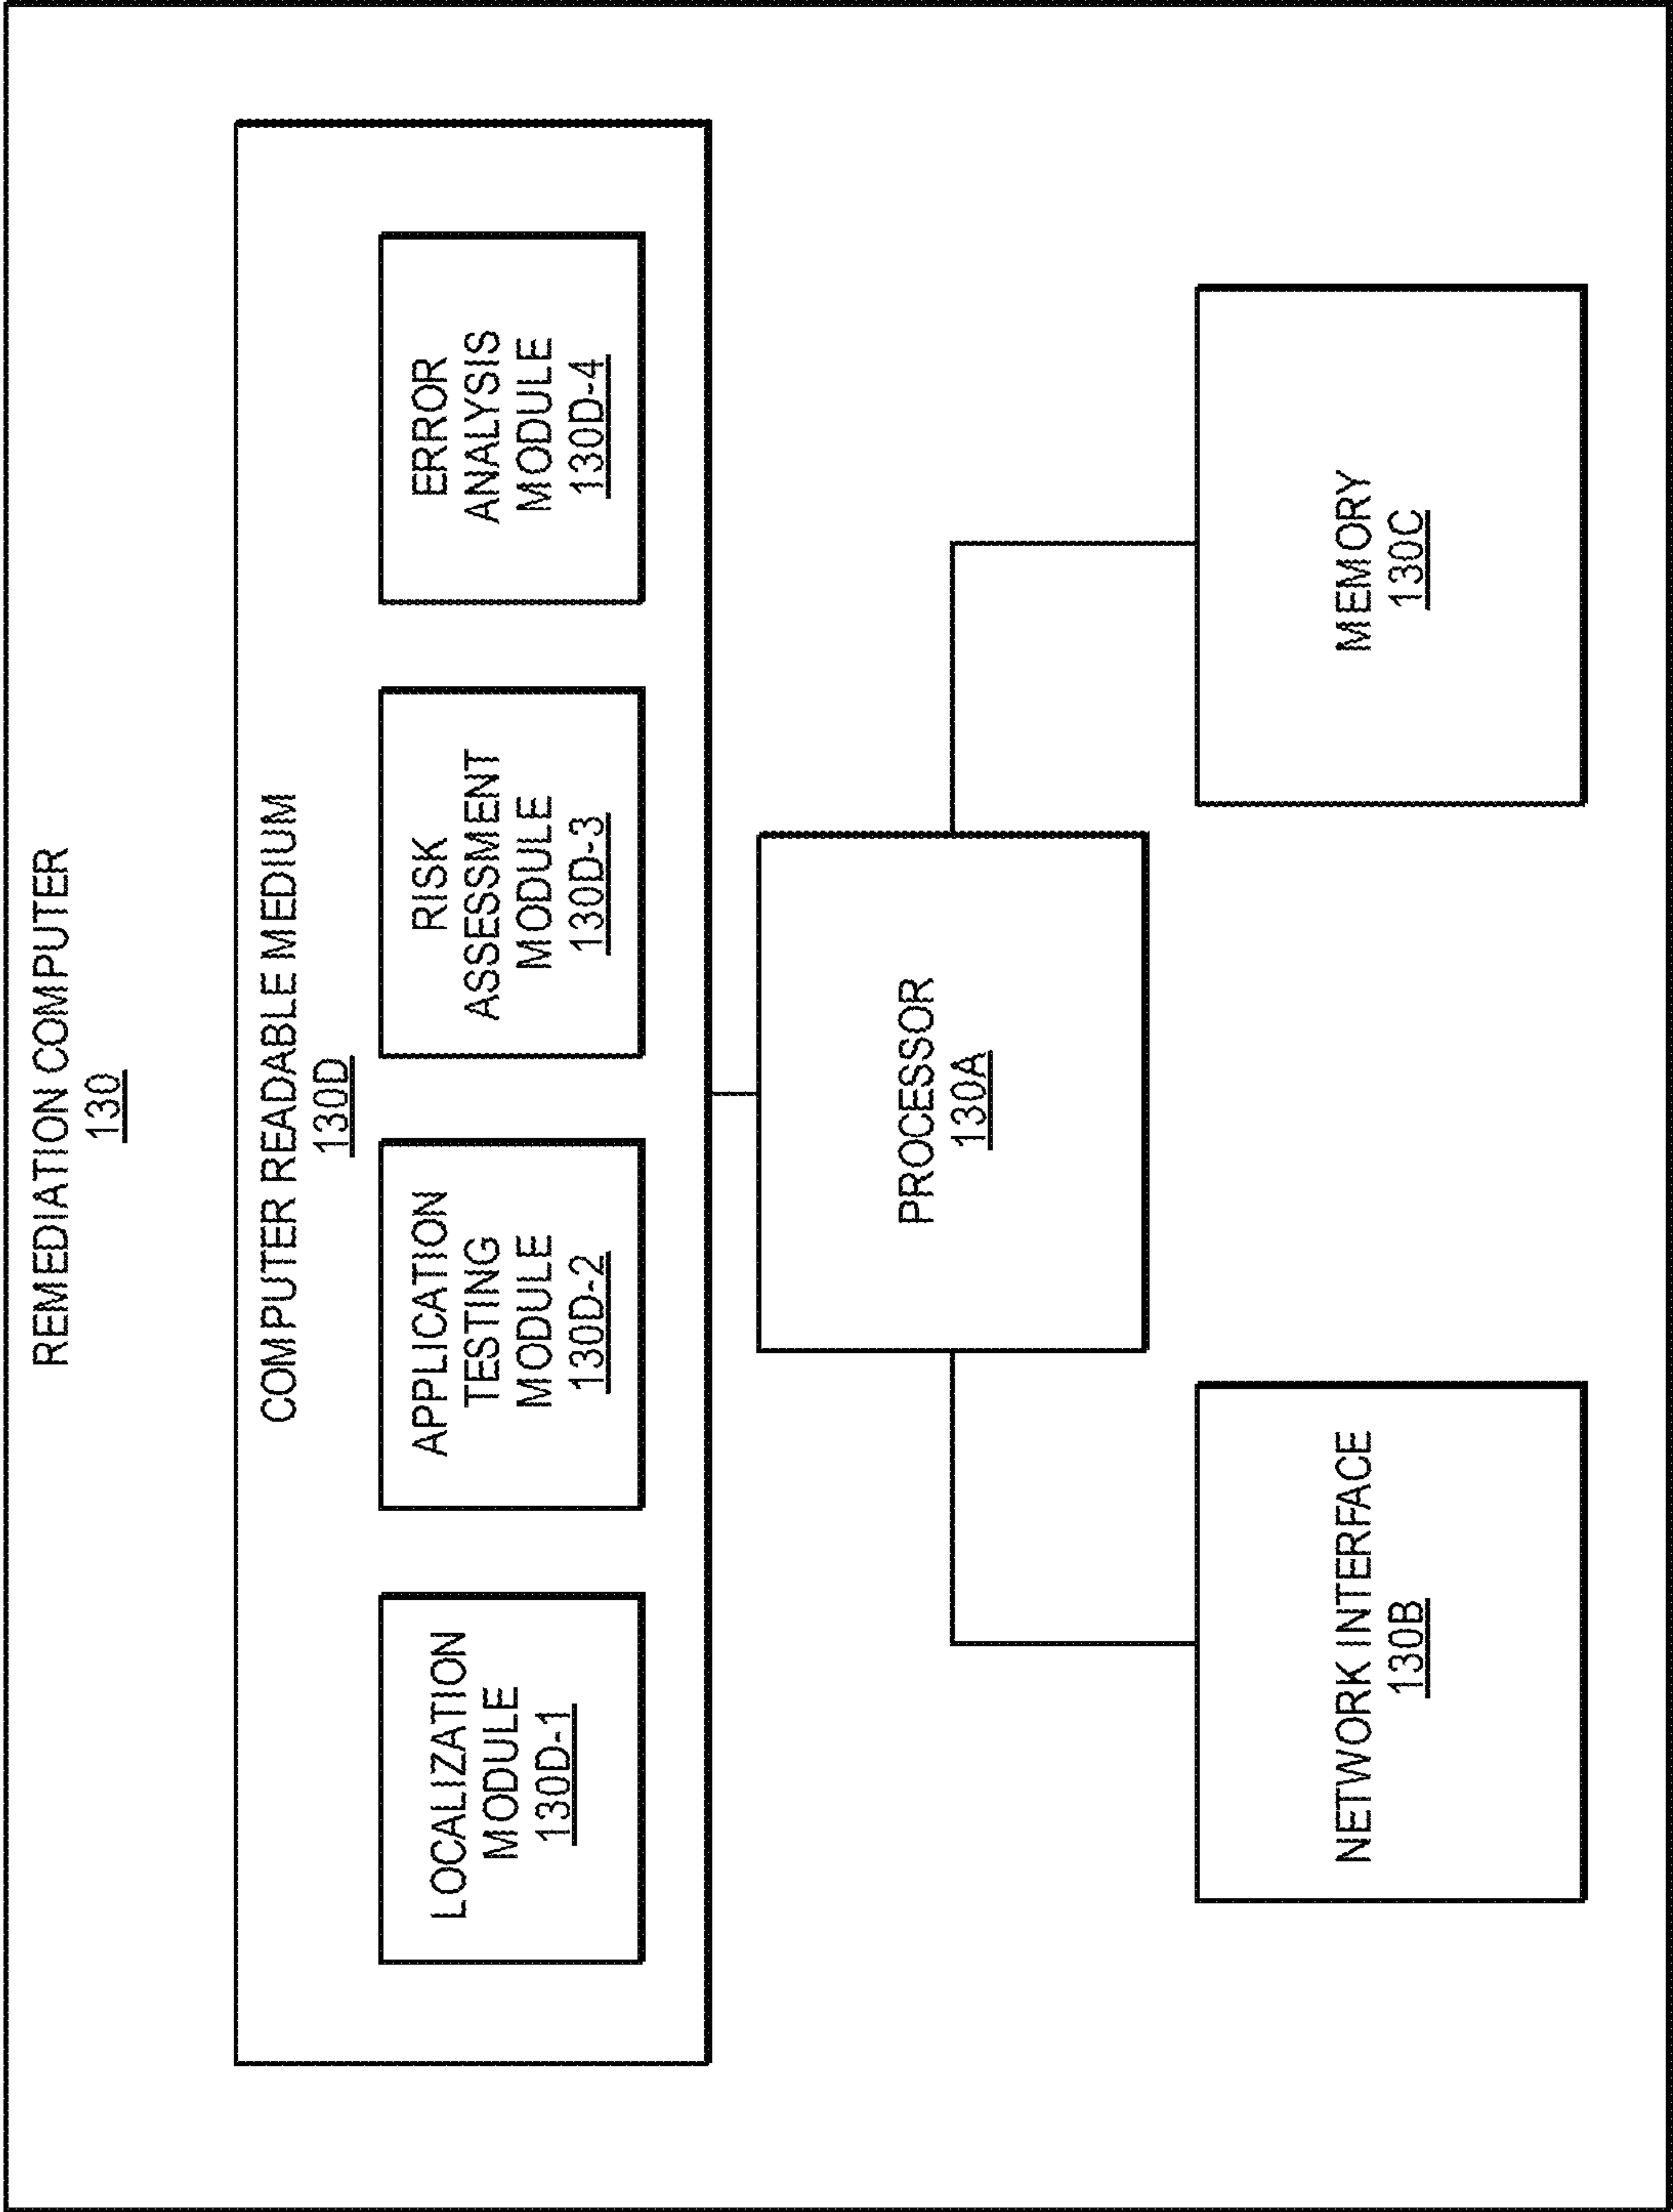 REMEDIATION COMPUTER
130
COMPUTER READABLE MEDIUM
130D
LOCALIZATION
MODULE
130D-1
APPLICATION
TESTING
MODULE
130D-2
RISK
ASSESSMENT
MODULE
130D-3
ERROR
ANALYSIS
MODULE
130D-4
PROCESSOR
130A
NETWORK INTERFACE
130B
MEMORY
130C